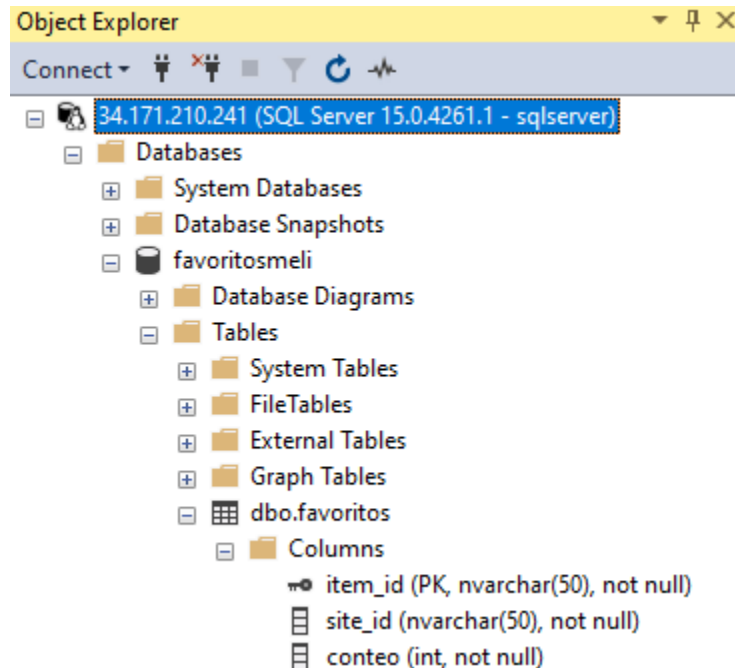 Object Explorer
Connect
34.171.210.241 (SQL Server 15.0.4261.1 - sqlserver)
Databases
System Databases
Database Snapshots
favoritosmeli
Database Diagrams
Tables
System Tables
FileTables
External Tables
Graph Tables
dbo.favoritos
Columns
item_id (PK, nvarchar(50), not null)
site_id (nvarchar(50), not null)
conteo (int, not null)